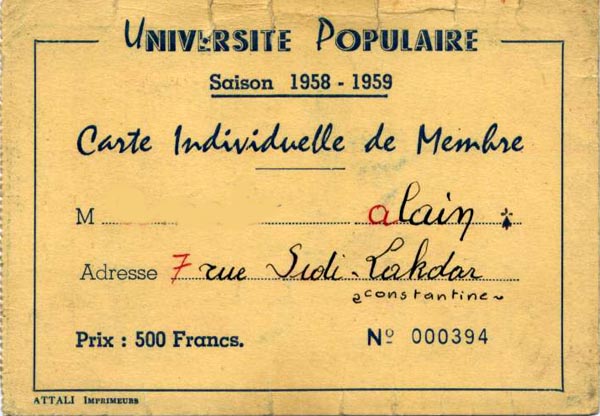 UNIVERSITE POPULAIRE
Saison 1958 - 1959
Carte Individuelle de Membre
M alain
Adresse 7 rue Sidi-Lakdar
constantine
Prix : 500 Francs. Nº 000394
ATTALI IMPRIMEURS